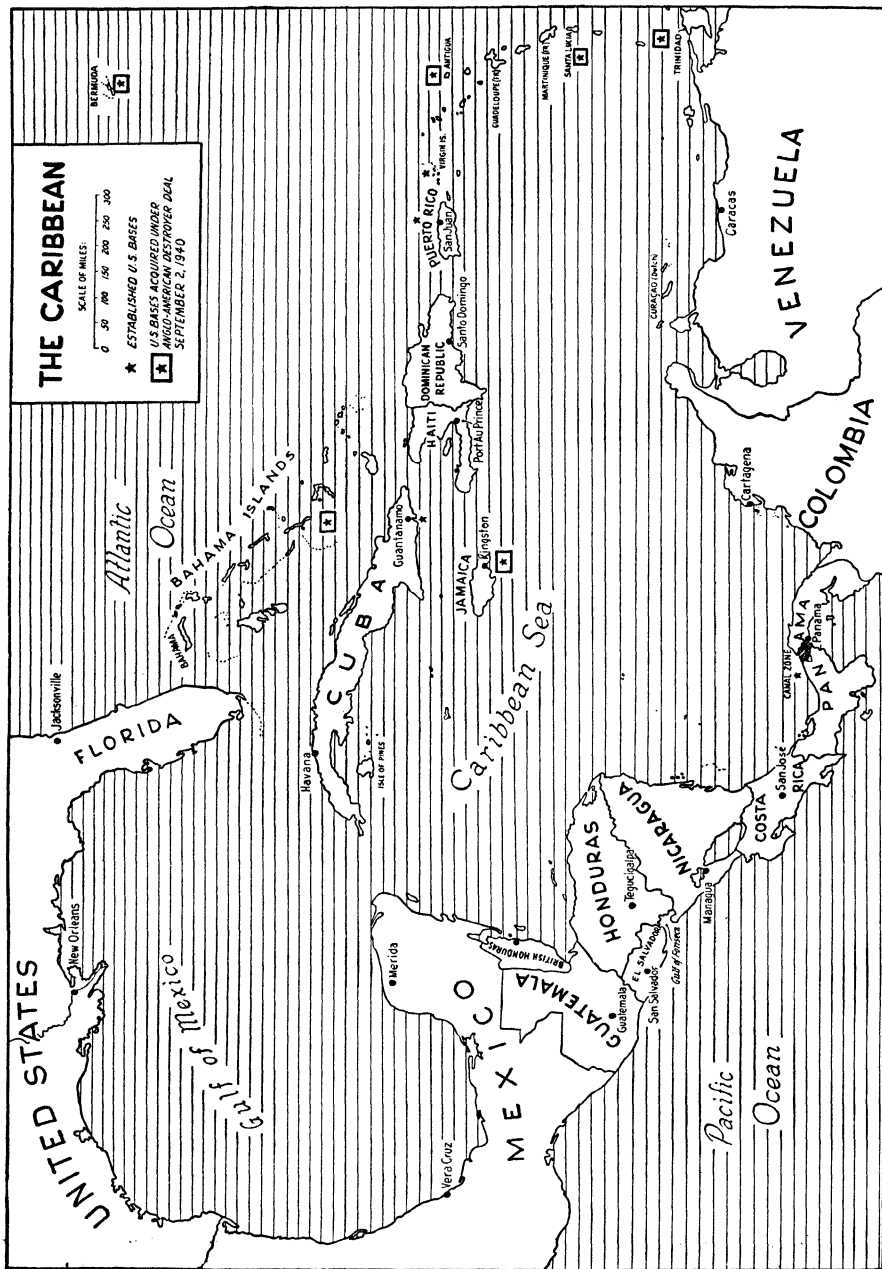 THE CARIBBEAN
SCALE OF MILES:
0 50 100 150 200 250 300
★ ESTABLISHED U.S. BASES
★ U.S. BASES ACQUIRED UNDER
ANGLO-AMERICAN DESTROYER DEAL
SEPTEMBER 2, 1940
BERMUDA
UNITED STATES
New Orleans
Jacksonville
FLORIDA
Atlantic
Ocean
Gulf of Mexico
BAHAMA ISLANDS
BAHAMA
Havana
CUBA
ISLE OF PINES
Guantanamo
HAITI
Port Au Prince
DOMINICAN
REPUBLIC
Santo Domingo
PUERTO RICO
San Juan
VIRGIN IS.
ANTIGUA
GUADELOUPE (FR)
MARTINIQUE (FR)
SANTA LUCIA
TRINIDAD
JAMAICA
Kingston
Caribbean Sea
Merida
Vera Cruz
MEXICO
BRITISH HONDURAS
GUATEMALA
Guatemala
HONDURAS
Tegucigalpa
EL SALVADOR
San Salvador
Gulf of Fonseca
NICARAGUA
Managua
COSTA
RICA
San José
CANAL ZONE
PANAMA
Panama
Cartagena
COLOMBIA
CURAÇAO (Dutch)
Caracas
VENEZUELA
Pacific
Ocean